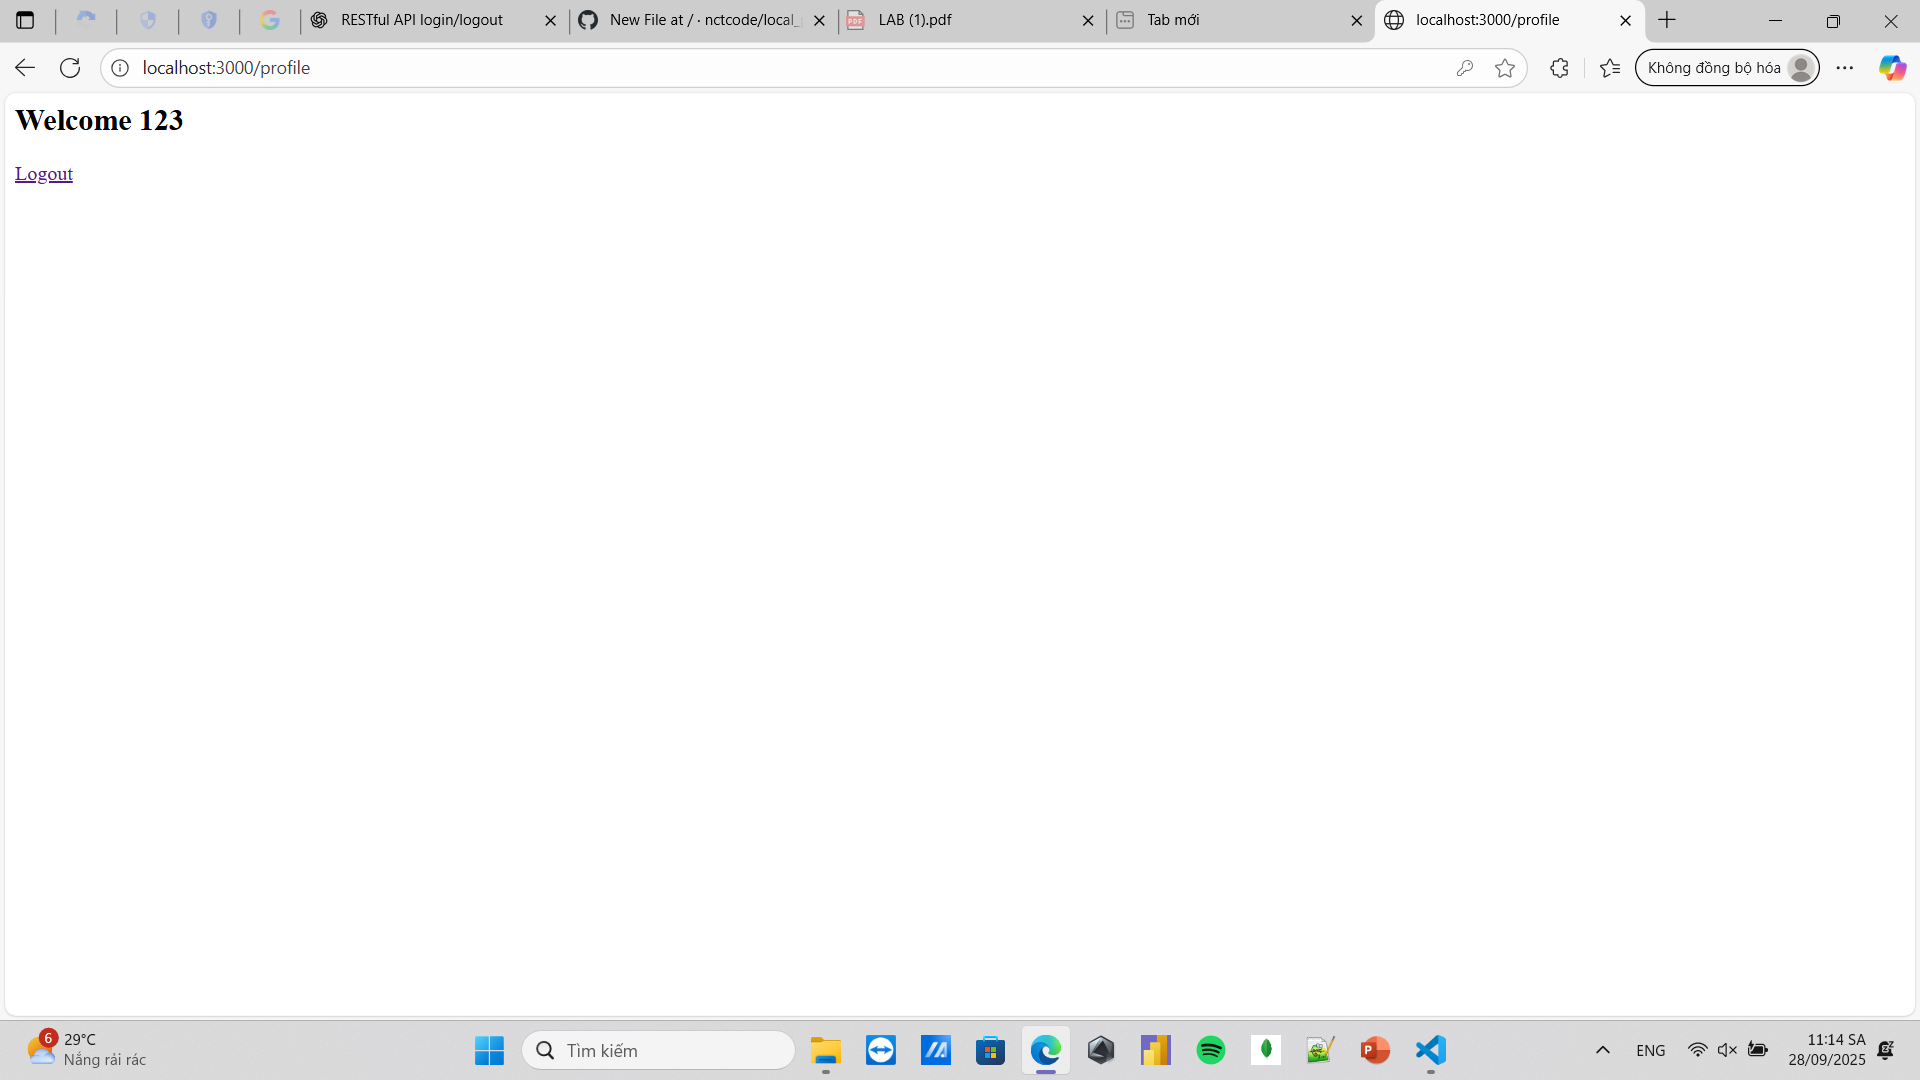 RESTful API login/logout
New File at / · nctcode/local_
LAB (1).pdf
Tab mới
localhost:3000/profile
localhost:3000/profile
Không đồng bộ hóa
Welcome 123
Logout
6
29°C
Nắng rải rác
Tìm kiếm
ENG
11:14 SA
28/09/2025